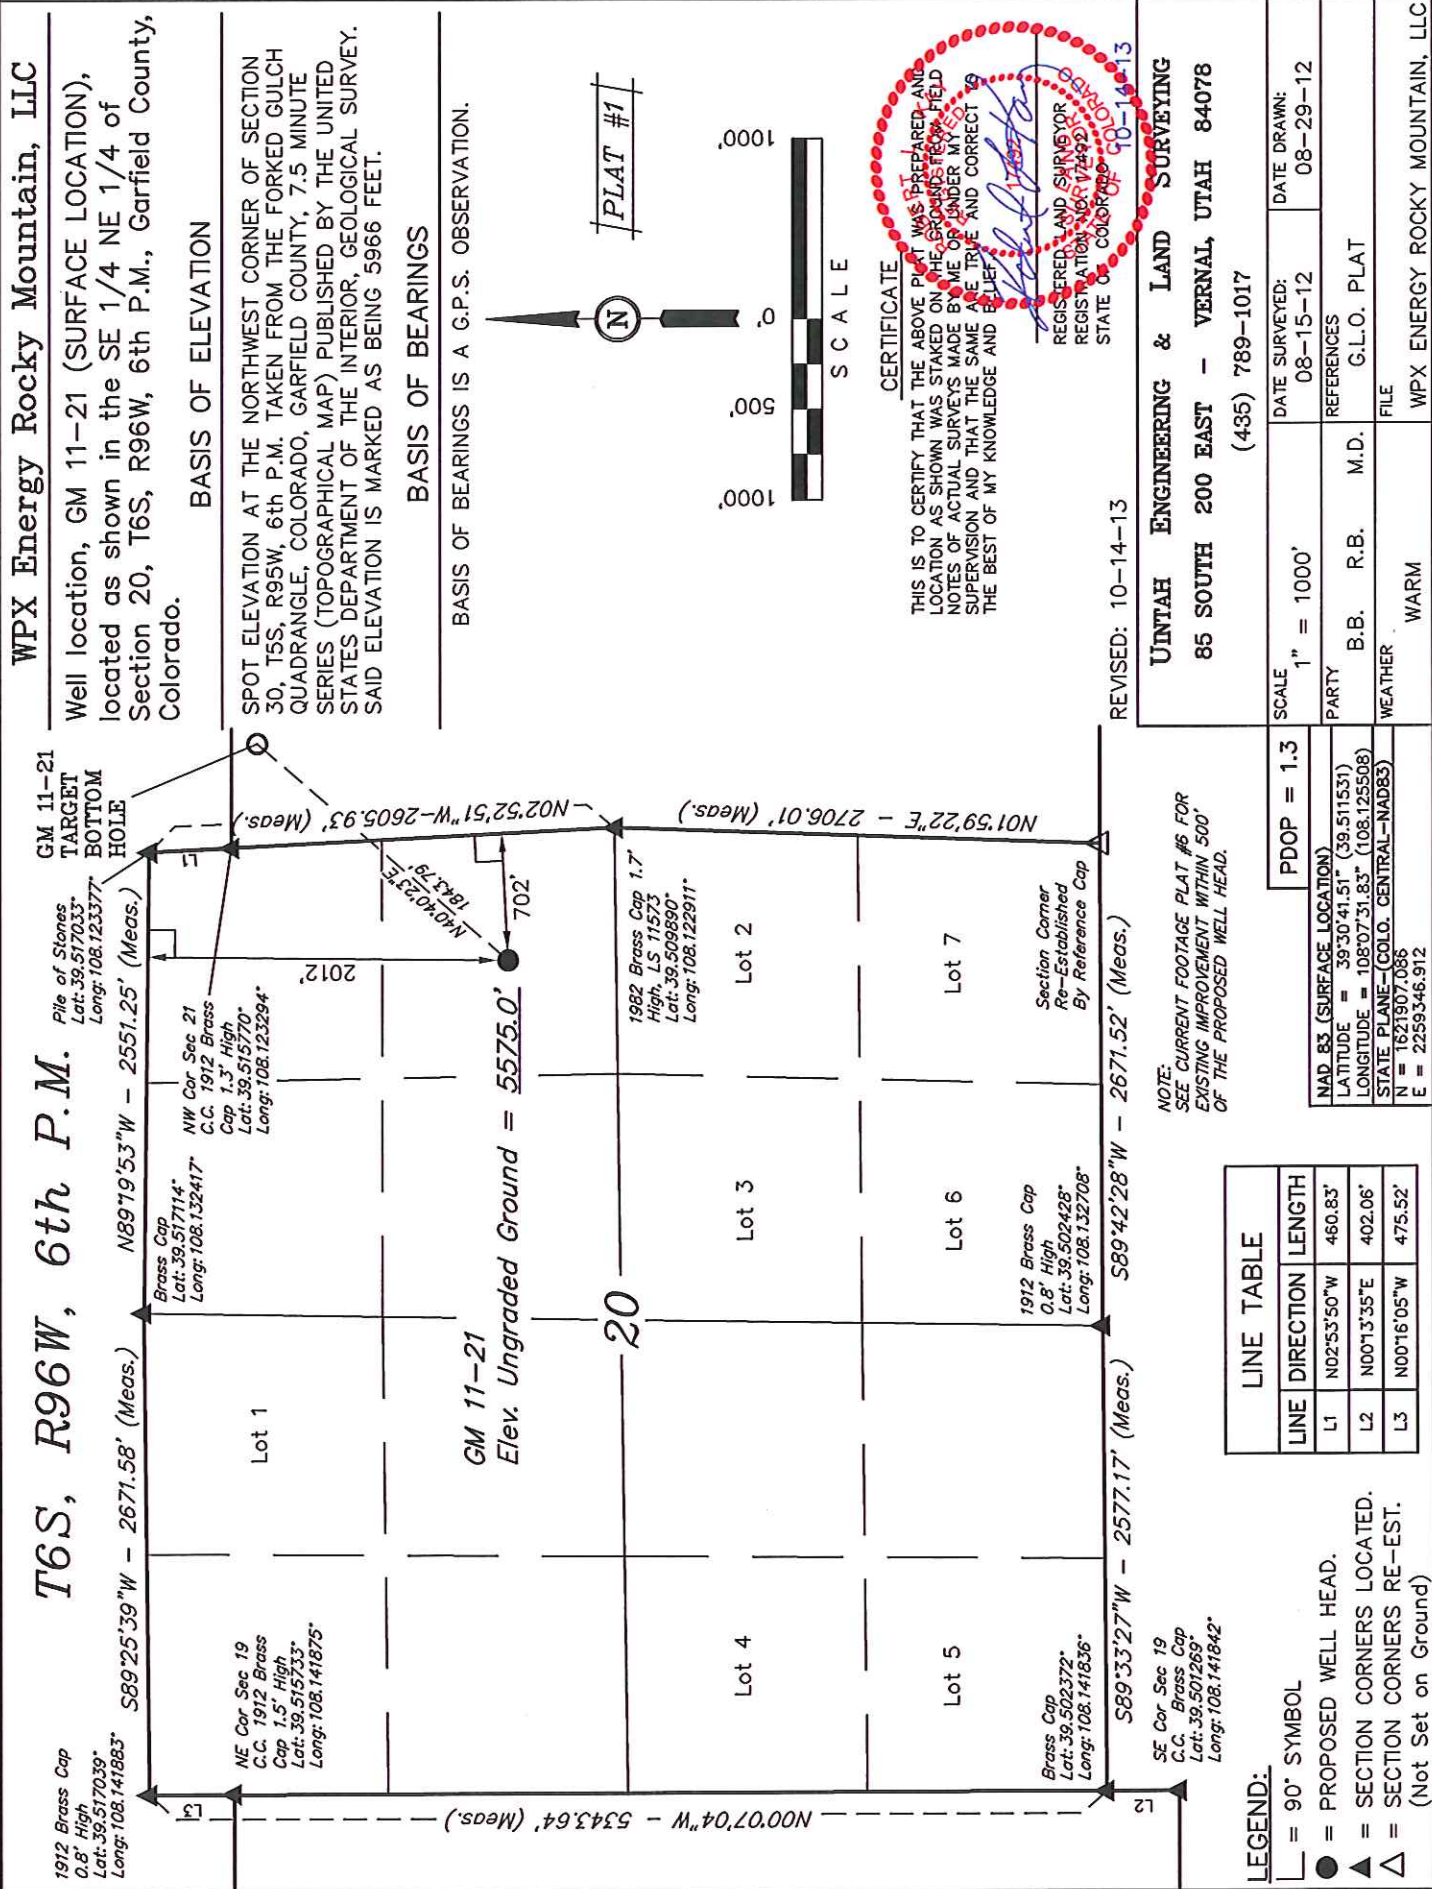 T6S, R96W, 6th P.M.
1912 Brass Cap
0.8' High
Lat: 39.517039°
Long: 108.141883°
S89°25'39"W - 2671.58' (Meas.)
N89°19'53"W - 2551.25' (Meas.)
Brass Cap
Lat: 39.517114°
Long: 108.132417°
Pile of Stones
Lat: 39.517033°
Long: 108.123377°
GM 11-21
TARGET
BOTTOM
HOLE
L3
NE Cor Sec 19
C.C. 1912 Brass
Cap 1.5' High
Lat: 39.515733°
Long: 108.141875°
Lot 1
NW Cor Sec 21
C.C. 1912 Brass
Cap 1.3' High
Lat: 39.515770°
Long: 108.123294°
L1
2012'
N40°40'23"E
1843.79'
702'
N02°52'51"W-2605.93' (Meas.)
GM 11-21
Elev. Ungraded Ground = 5575.0'
20
1982 Brass Cap 1.7'
High, LS 11573
Lat: 39.509890°
Long: 108.122911°
N00°07'04"W - 5343.64' (Meas.)
Lot 4
Lot 3
Lot 2
N01°59'22"E - 2706.01' (Meas.)
Lot 5
Lot 6
Lot 7
Brass Cap
Lat: 39.502372°
Long: 108.141836°
1912 Brass Cap
0.8' High
Lat: 39.502428°
Long: 108.132708°
Section Corner
Re-Established
By Reference Cap
L2
S89°33'27"W - 2577.17' (Meas.)
S89°42'28"W - 2671.52' (Meas.)
SE Cor Sec 19
C.C. Brass Cap
Lat: 39.501269°
Long: 108.141842°
NOTE:
SEE CURRENT FOOTAGE PLAT #6 FOR
EXISTING IMPROVEMENT WITHIN 500'
OF THE PROPOSED WELL HEAD.
LEGEND:
= 90° SYMBOL
= PROPOSED WELL HEAD.
= SECTION CORNERS LOCATED.
= SECTION CORNERS RE-EST.
(Not Set on Ground)
LINE TABLE
LINE DIRECTION LENGTH
L1 N02°53'50"W 460.83'
L2 N00°13'35"E 402.06'
L3 N00°16'05"W 475.52'
PDOP = 1.3
NAD 83 (SURFACE LOCATION)
LATITUDE = 39°30'41.51" (39.511531)
LONGITUDE = 108°07'31.83" (108.125508)
STATE PLANE-(COLO. CENTRAL-NAD83)
N = 1621907.086
E = 2259346.912
WPX Energy Rocky Mountain, LLC
Well location, GM 11-21 (SURFACE LOCATION),
located as shown in the SE 1/4 NE 1/4 of
Section 20, T6S, R96W, 6th P.M., Garfield County,
Colorado.
BASIS OF ELEVATION
SPOT ELEVATION AT THE NORTHWEST CORNER OF SECTION
30, T5S, R95W, 6th P.M. TAKEN FROM THE FORKED GULCH
QUADRANGLE, COLORADO, GARFIELD COUNTY, 7.5 MINUTE
SERIES (TOPOGRAPHICAL MAP) PUBLISHED BY THE UNITED
STATES DEPARTMENT OF THE INTERIOR, GEOLOGICAL SURVEY.
SAID ELEVATION IS MARKED AS BEING 5966 FEET.
BASIS OF BEARINGS
BASIS OF BEARINGS IS A G.P.S. OBSERVATION.
PLAT #1
N
1000' 500' 0' 1000'
SCALE
CERTIFICATE
THIS IS TO CERTIFY THAT THE ABOVE PLAT WAS PREPARED AND
LOCATION AS SHOWN WAS STAKED ON THE GROUND FROM FIELD
NOTES OF ACTUAL SURVEYS MADE BY ME OR UNDER MY
SUPERVISION AND THAT THE SAME ARE TRUE AND CORRECT TO
THE BEST OF MY KNOWLEDGE AND BELIEF.
REGISTERED LAND SURVEYOR
REGISTRATION NO. 17492
STATE OF COLORADO 10-14-13
REVISED: 10-14-13
UINTAH ENGINEERING & LAND SURVEYING
85 SOUTH 200 EAST - VERNAL, UTAH 84078
(435) 789-1017
SCALE
1" = 1000'
DATE SURVEYED:
08-15-12
DATE DRAWN:
08-29-12
PARTY
B.B. R.B. M.D.
REFERENCES
G.L.O. PLAT
WEATHER
WARM
FILE
WPX ENERGY ROCKY MOUNTAIN, LLC